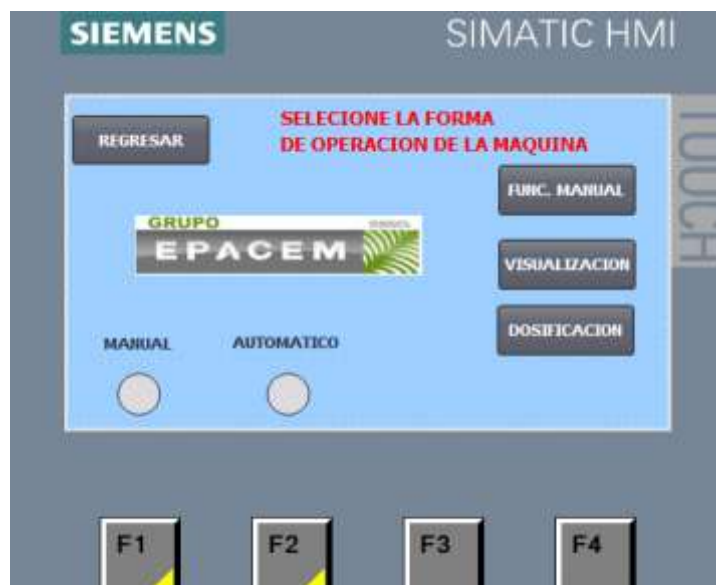 SIEMENS
SIMATIC HMI
TOUCH
SELECIONE LA FORMA
DE OPERACION DE LA MAQUINA
REGRESAR
FUNC. MANUAL
GRUPO
EPACEM
VISUALIZACION
DOSIFICACION
MANUAL
AUTOMATICO
F1
F2
F3
F4